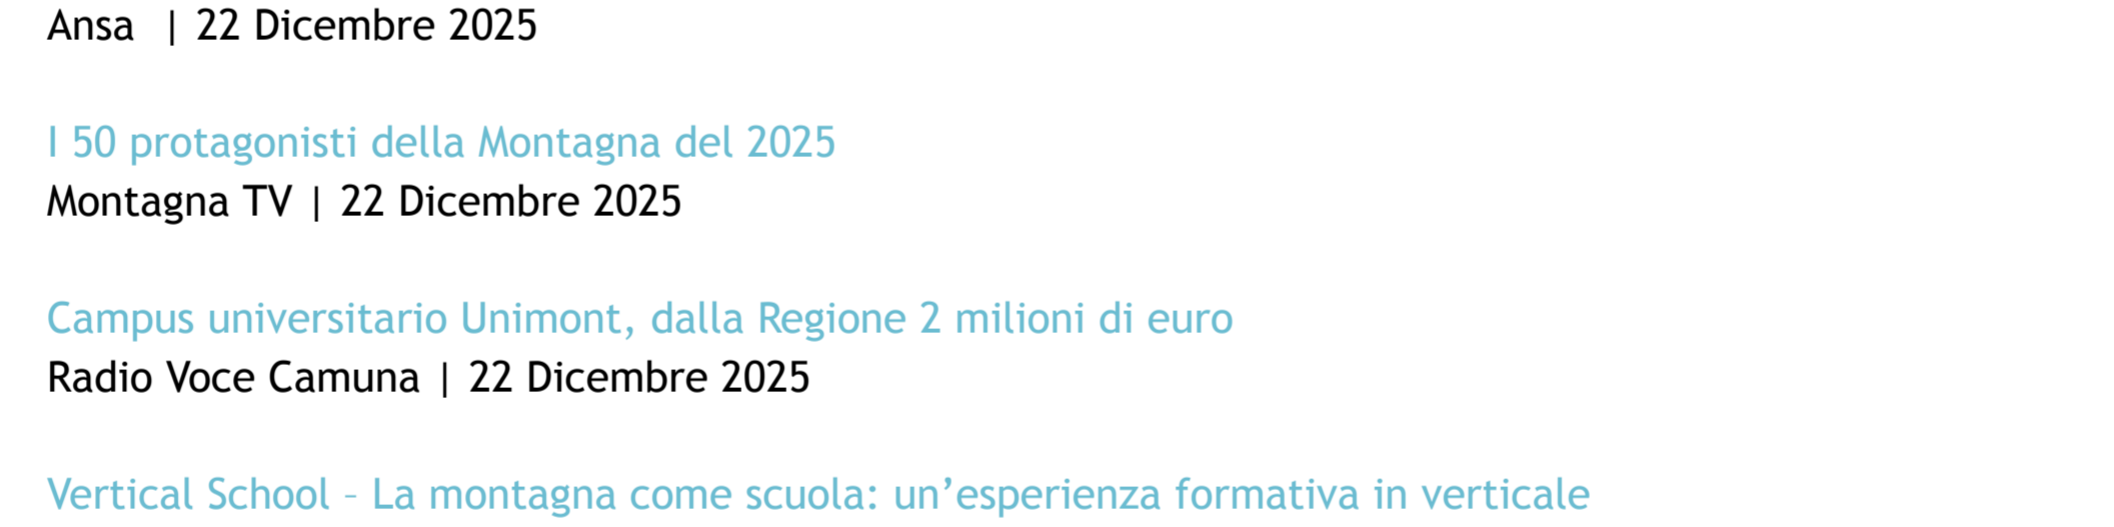 Ansa | 22 Dicembre 2025
I 50 protagonisti della Montagna del 2025
Montagna TV | 22 Dicembre 2025
Campus universitario Unimont, dalla Regione 2 milioni di euro
Radio Voce Camuna | 22 Dicembre 2025
Vertical School – La montagna come scuola: un’esperienza formativa in verticale